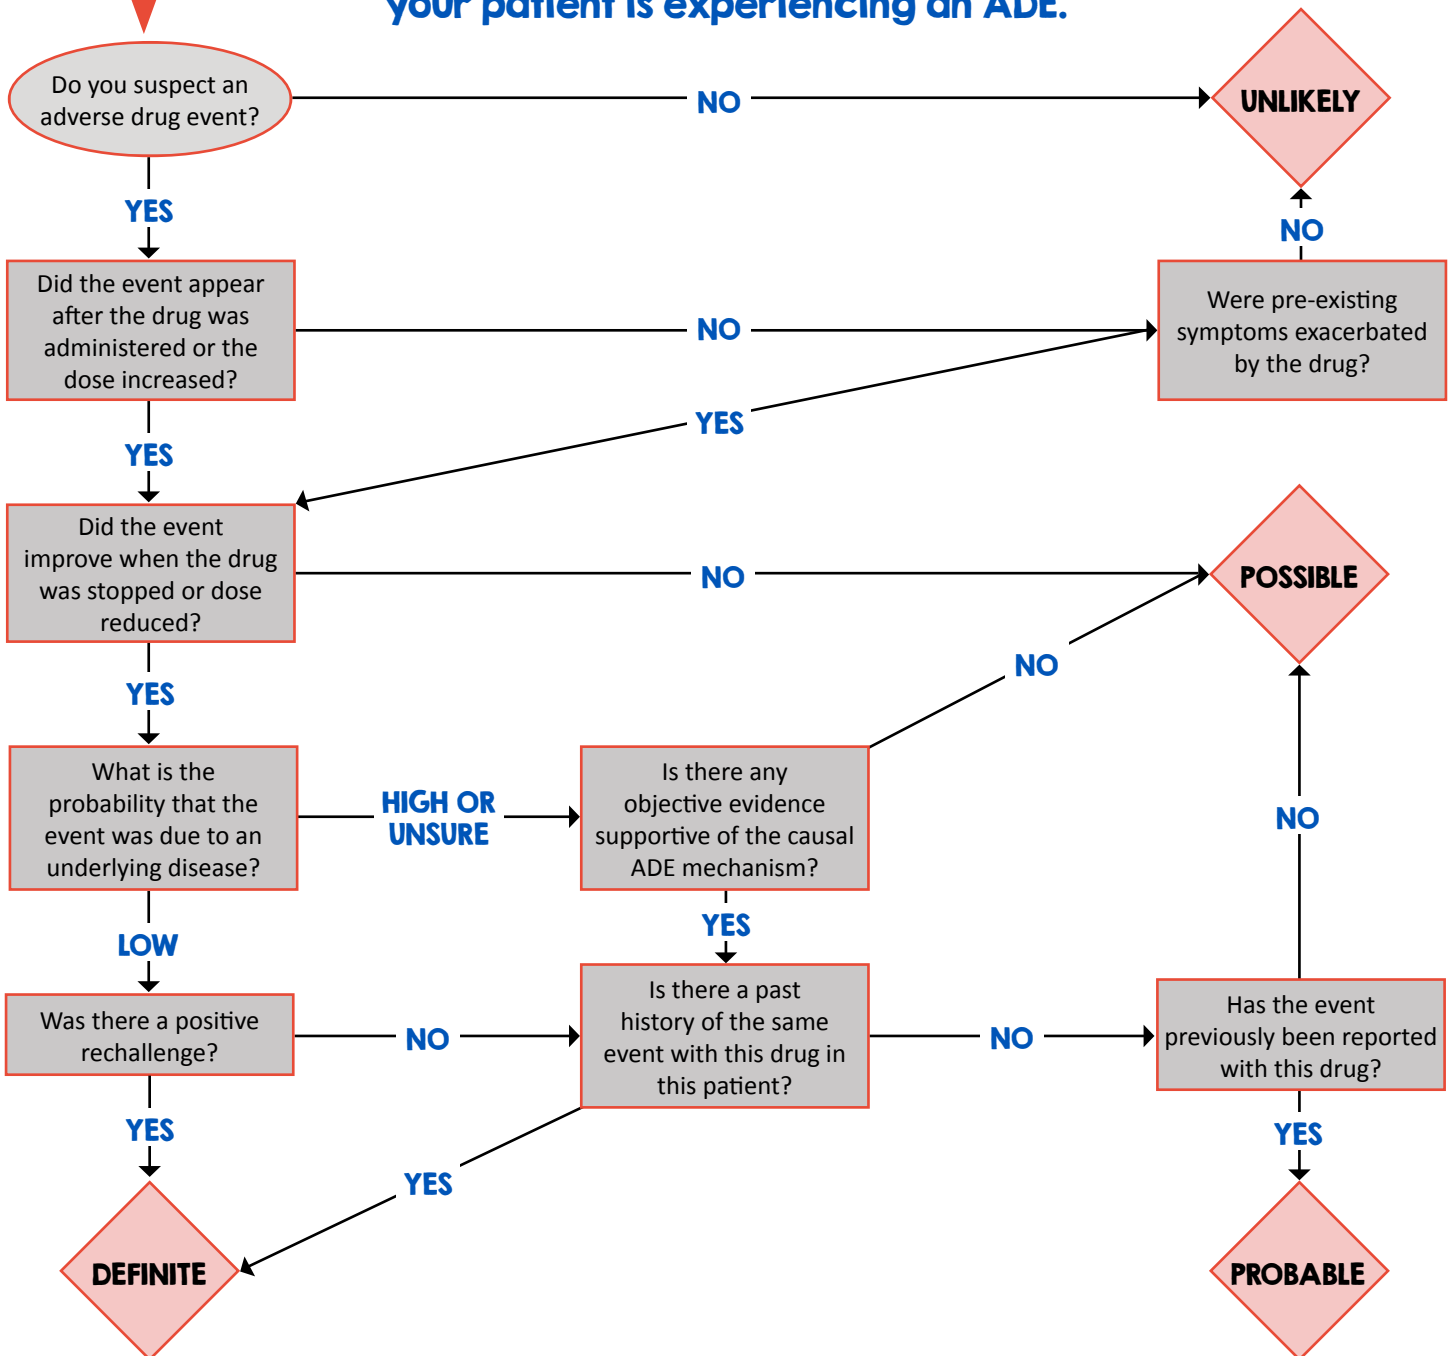 your patient is experiencing an ADE.
Do you suspect an
adverse drug event?
NO
UNLIKELY
YES
NO
Did the event appear
after the drug was
administered or the
dose increased?
NO
Were pre-existing
symptoms exacerbated
by the drug?
YES
YES
Did the event
improve when the drug
was stopped or dose
reduced?
NO
POSSIBLE
YES
NO
What is the
probability that the
event was due to an
underlying disease?
HIGH OR
UNSURE
Is there any
objective evidence
supportive of the causal
ADE mechanism?
NO
LOW
YES
Was there a positive
rechallenge?
NO
Is there a past
history of the same
event with this drug in
this patient?
NO
Has the event
previously been reported
with this drug?
YES
YES
YES
DEFINITE
PROBABLE